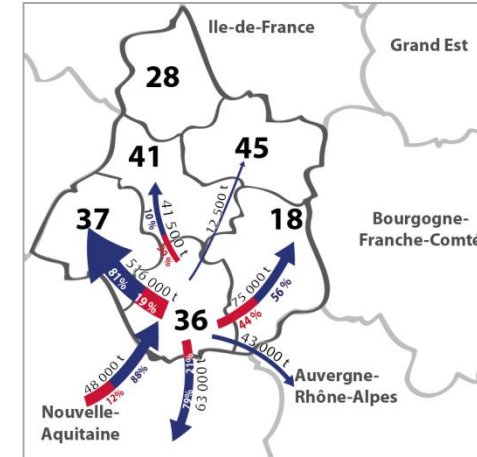 Ile-de-France
Grand Est
28
41
45
37
18
Bourgogne-
Franche-Comté
41 500 t
10 %
12 500 t
516 000 t
81%
19 %
75 000 t
56 %
44 %
36
43 000 t
48 000 t
88%
12%
21%
79%
63 000 t
Auvergne-
Rhône-Alpes
Nouvelle-
Aquitaine